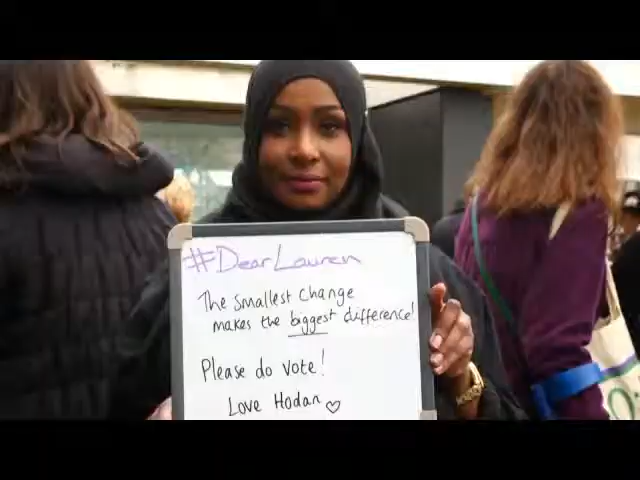 #DearLauren
The smallest change
makes the biggest difference!
Please do vote!
Love Hodan ♡